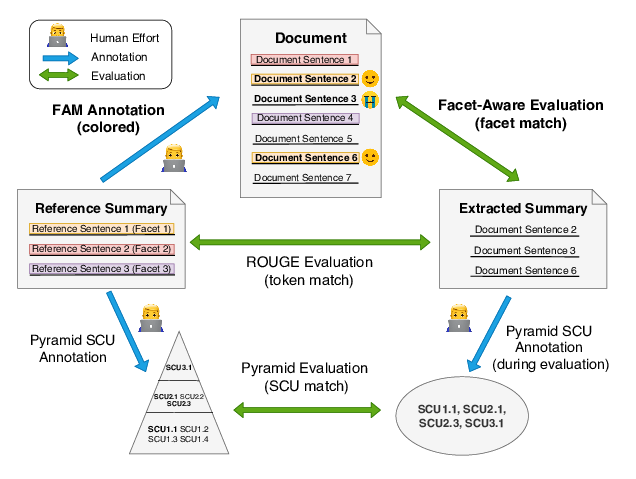 Human Effort
Annotation
Evaluation
Document
Document Sentence 1
Document Sentence 2
Document Sentence 3
Document Sentence 4
Document Sentence 5
Document Sentence 6
Document Sentence 7
FAM Annotation
(colored)
Facet-Aware Evaluation
(facet match)
Reference Summary
Reference Sentence 1 (Facet 1)
Reference Sentence 2 (Facet 2)
Reference Sentence 3 (Facet 3)
ROUGE Evaluation
(token match)
Extracted Summary
Document Sentence 2
Document Sentence 3
Document Sentence 6
Pyramid SCU
Annotation
Pyramid SCU
Annotation
(during evaluation)
SCU3.1
SCU2.1 SCU2.2
SCU2.3
SCU1.1 SCU1.2
SCU1.3 SCU1.4
Pyramid Evaluation
(SCU match)
SCU1.1, SCU2.1,
SCU2.3, SCU3.1